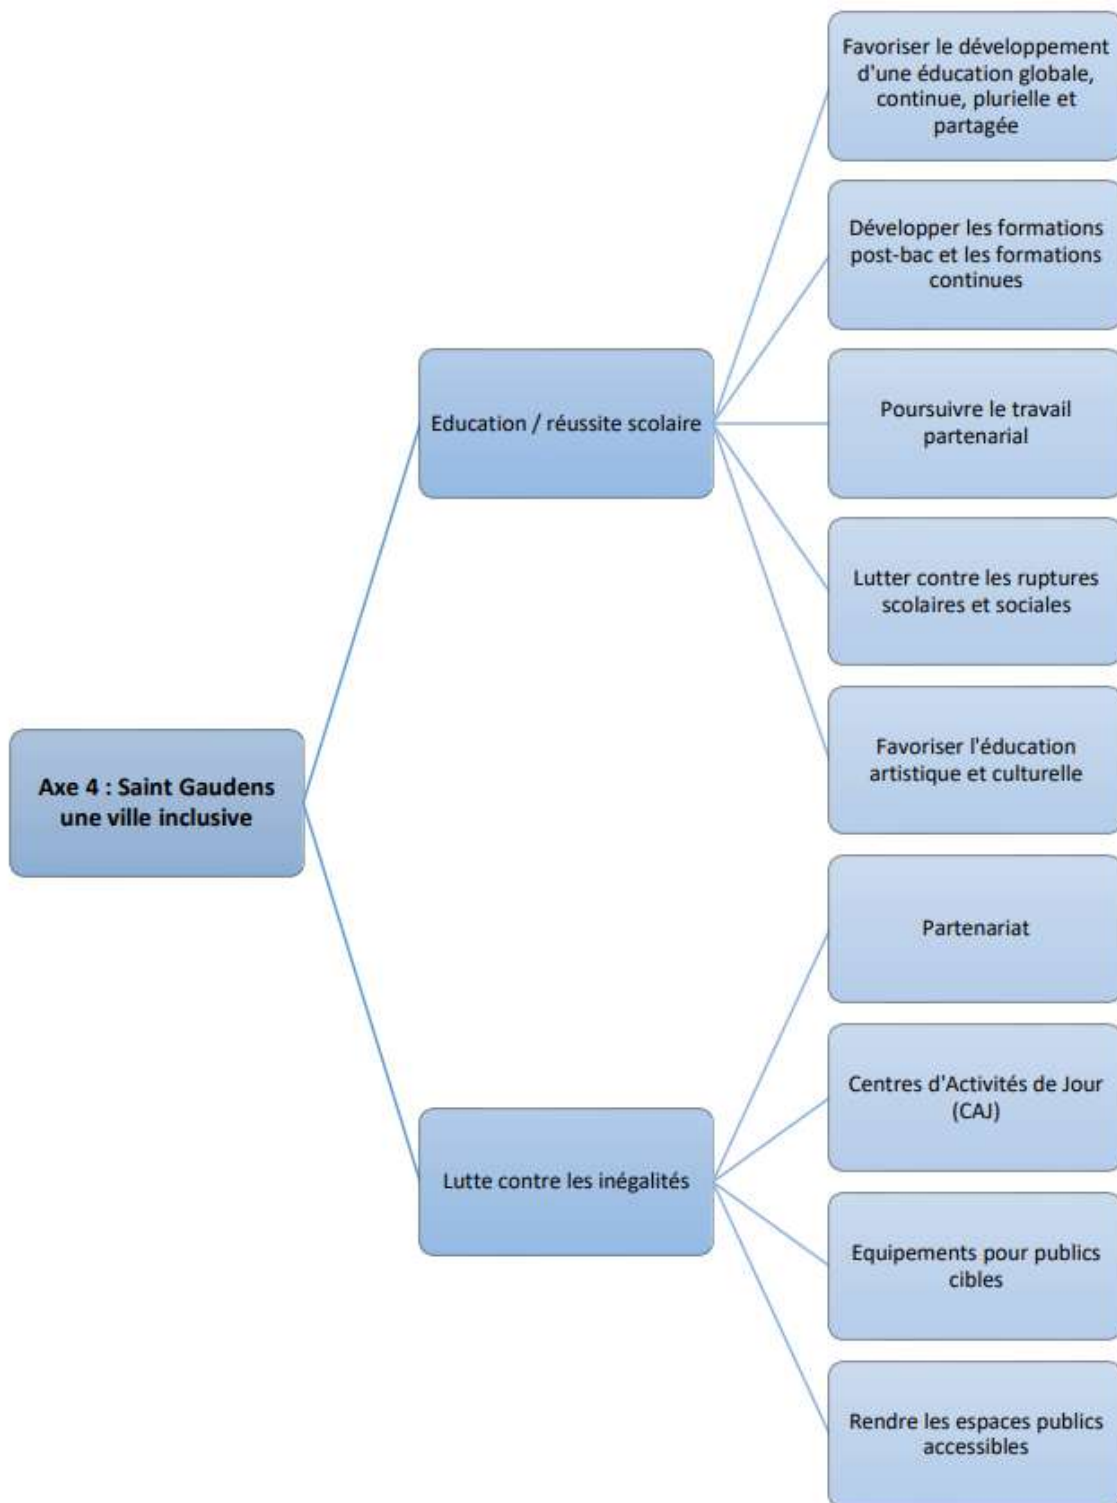 Favoriser le développement
d'une éducation globale,
continue, plurielle et
partagée
Développer les formations
post-bac et les formations
continues
Education / réussite scolaire
Poursuivre le travail
partenarial
Lutter contre les ruptures
scolaires et sociales
Favoriser l'éducation
artistique et culturelle
Axe 4 : Saint Gaudens
une ville inclusive
Partenariat
Centres d'Activités de Jour
(CAJ)
Lutte contre les inégalités
Equipements pour publics
cibles
Rendre les espaces publics
accessibles